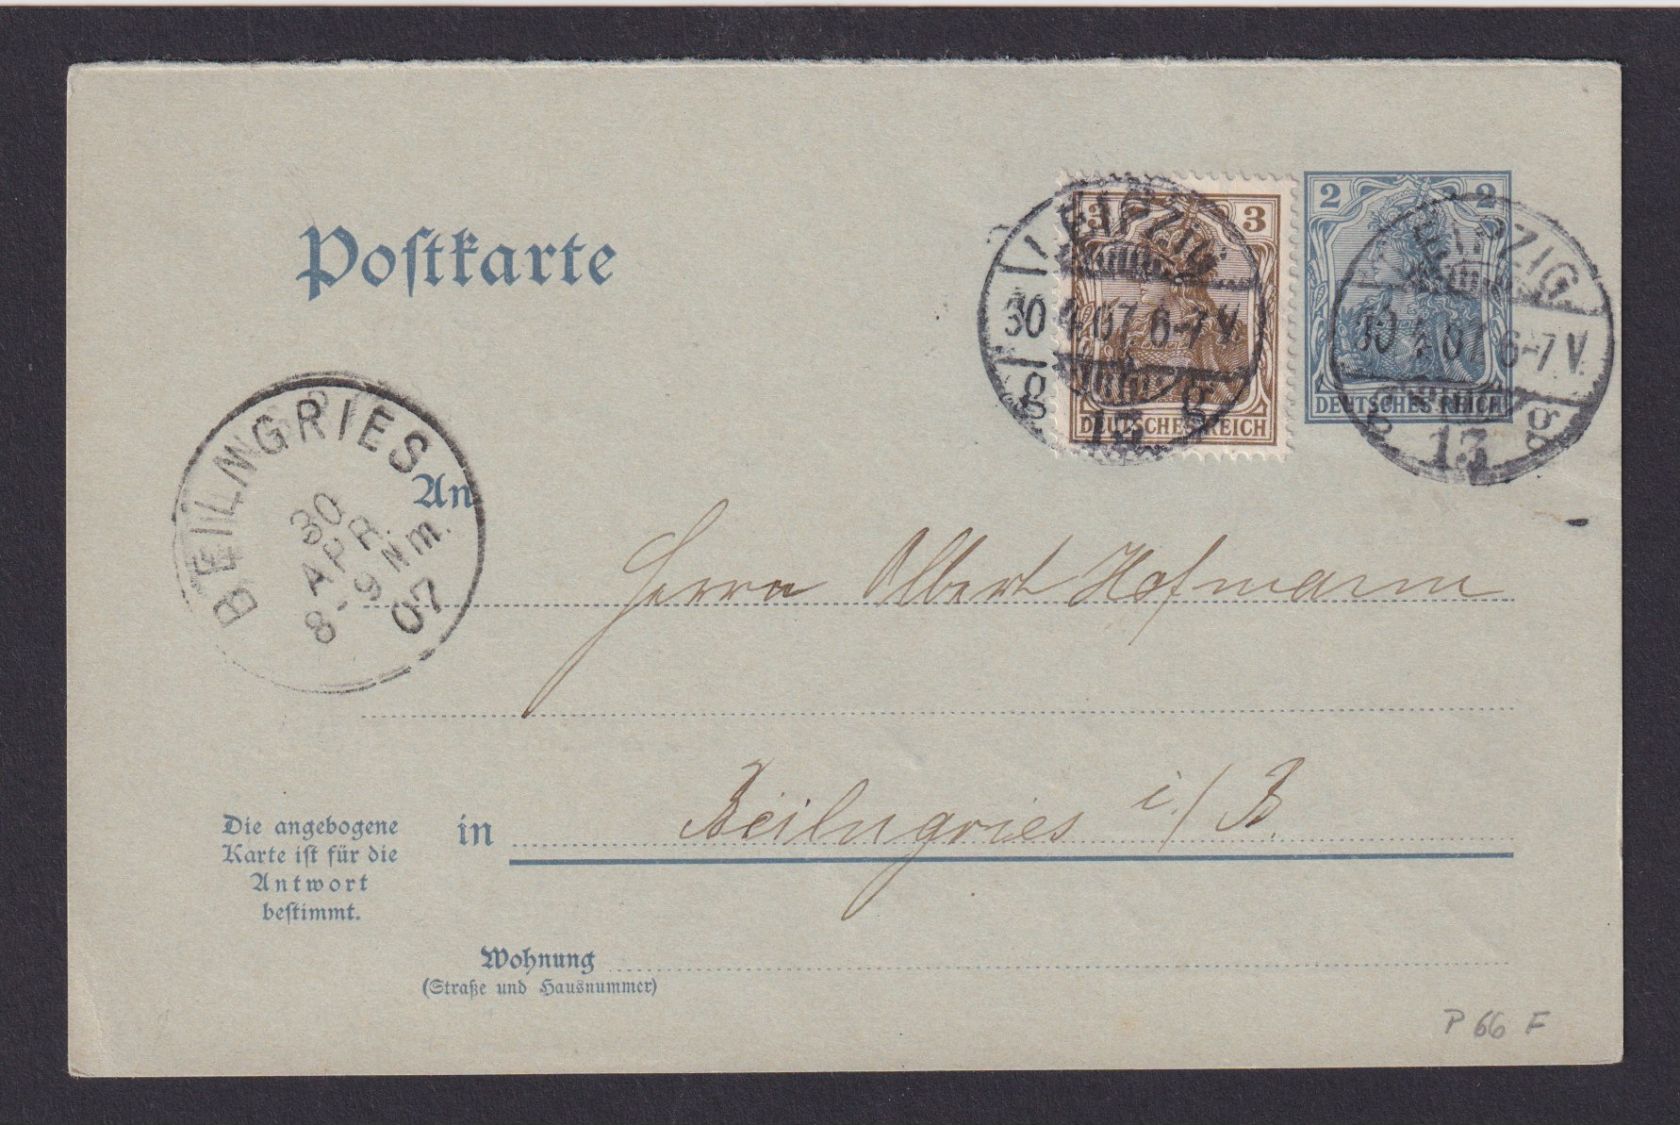 Postkarte
3 3
DEUTSCHES REICH
2 2
DEUTSCHES REICH
LEIPZIG
30 4 07. 6-7 V.
13
g g
LEIPZIG
30 4 07 6-7 V.
13
g g
BEILNGRIES
30
APR.
8-9 Nm.
07
An
Herrn Albert Hofmann
in Beilngries i/B.
Die angebogene
Karte ist für die
Antwort
bestimmt.
Wohnung
(Straße und Hausnummer)
P 66 F